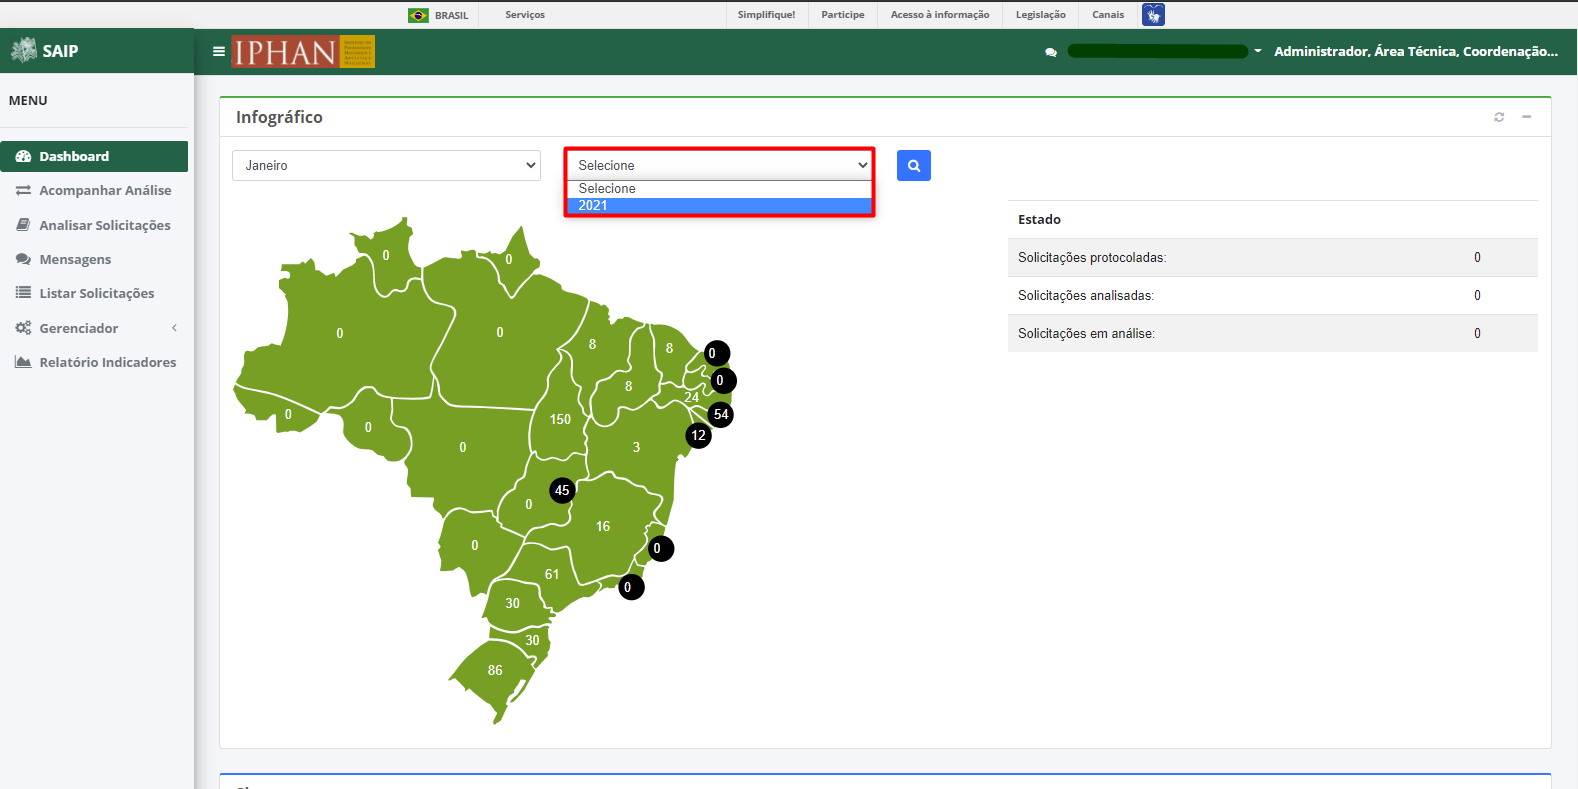 BRASIL Serviços Simplifique! Participe Acesso à informação Legislação Canais
SAIP IPHAN Administrador, Área Técnica, Coordenação...
MENU
Dashboard
Acompanhar Análise
Analisar Solicitações
Mensagens
Listar Solicitações
Gerenciador
Relatório Indicadores
Infográfico
Janeiro Selecione
Selecione
2021
Estado
Solicitações protocoladas: 0
Solicitações analisadas: 0
Solicitações em análise: 0
0
0
0
0
8
8
0
8
0
24
54
0
0
150
12
0
3
45
0
16
0
0
61
0
30
30
86